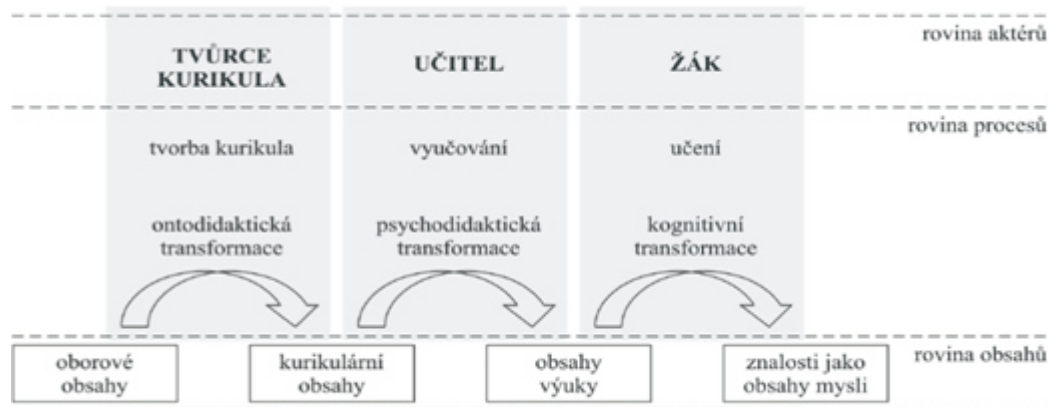 rovina aktérů
TVŮRCE
KURIKULA
UČITEL
ŽÁK
rovina procesů
tvorba kurikula
vyučování
učení
ontodidaktická
transformace
psychodidaktická
transformace
kognitivní
transformace
rovina obsahů
oborové
obsahy
kurikulární
obsahy
obsahy
výuky
znalosti jako
obsahy mysli